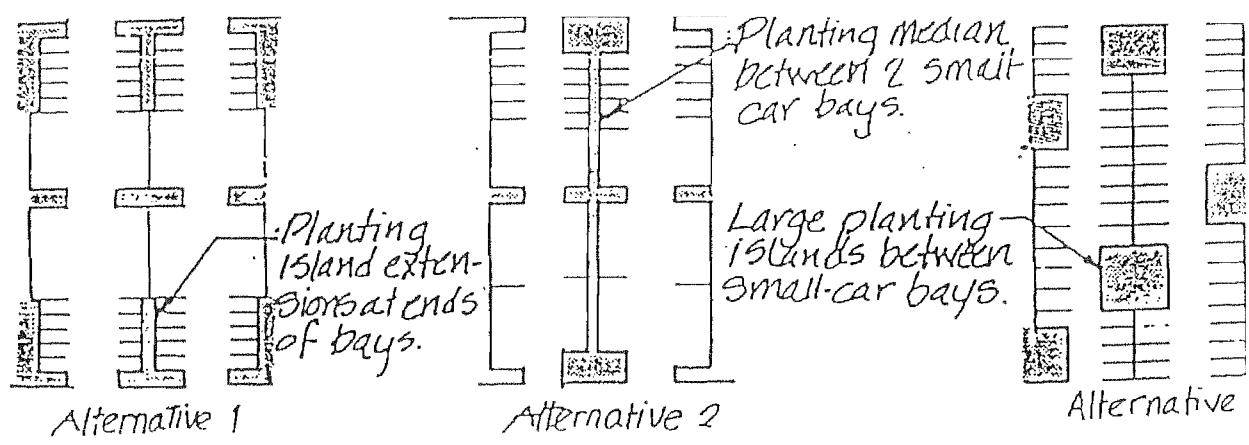 Planting median
between 2 small
car bays.
Planting
island exten-
sions at ends
of bays.
Large planting
islands between
small-car bays.
Alternative 1
Alternative 2
Alternative